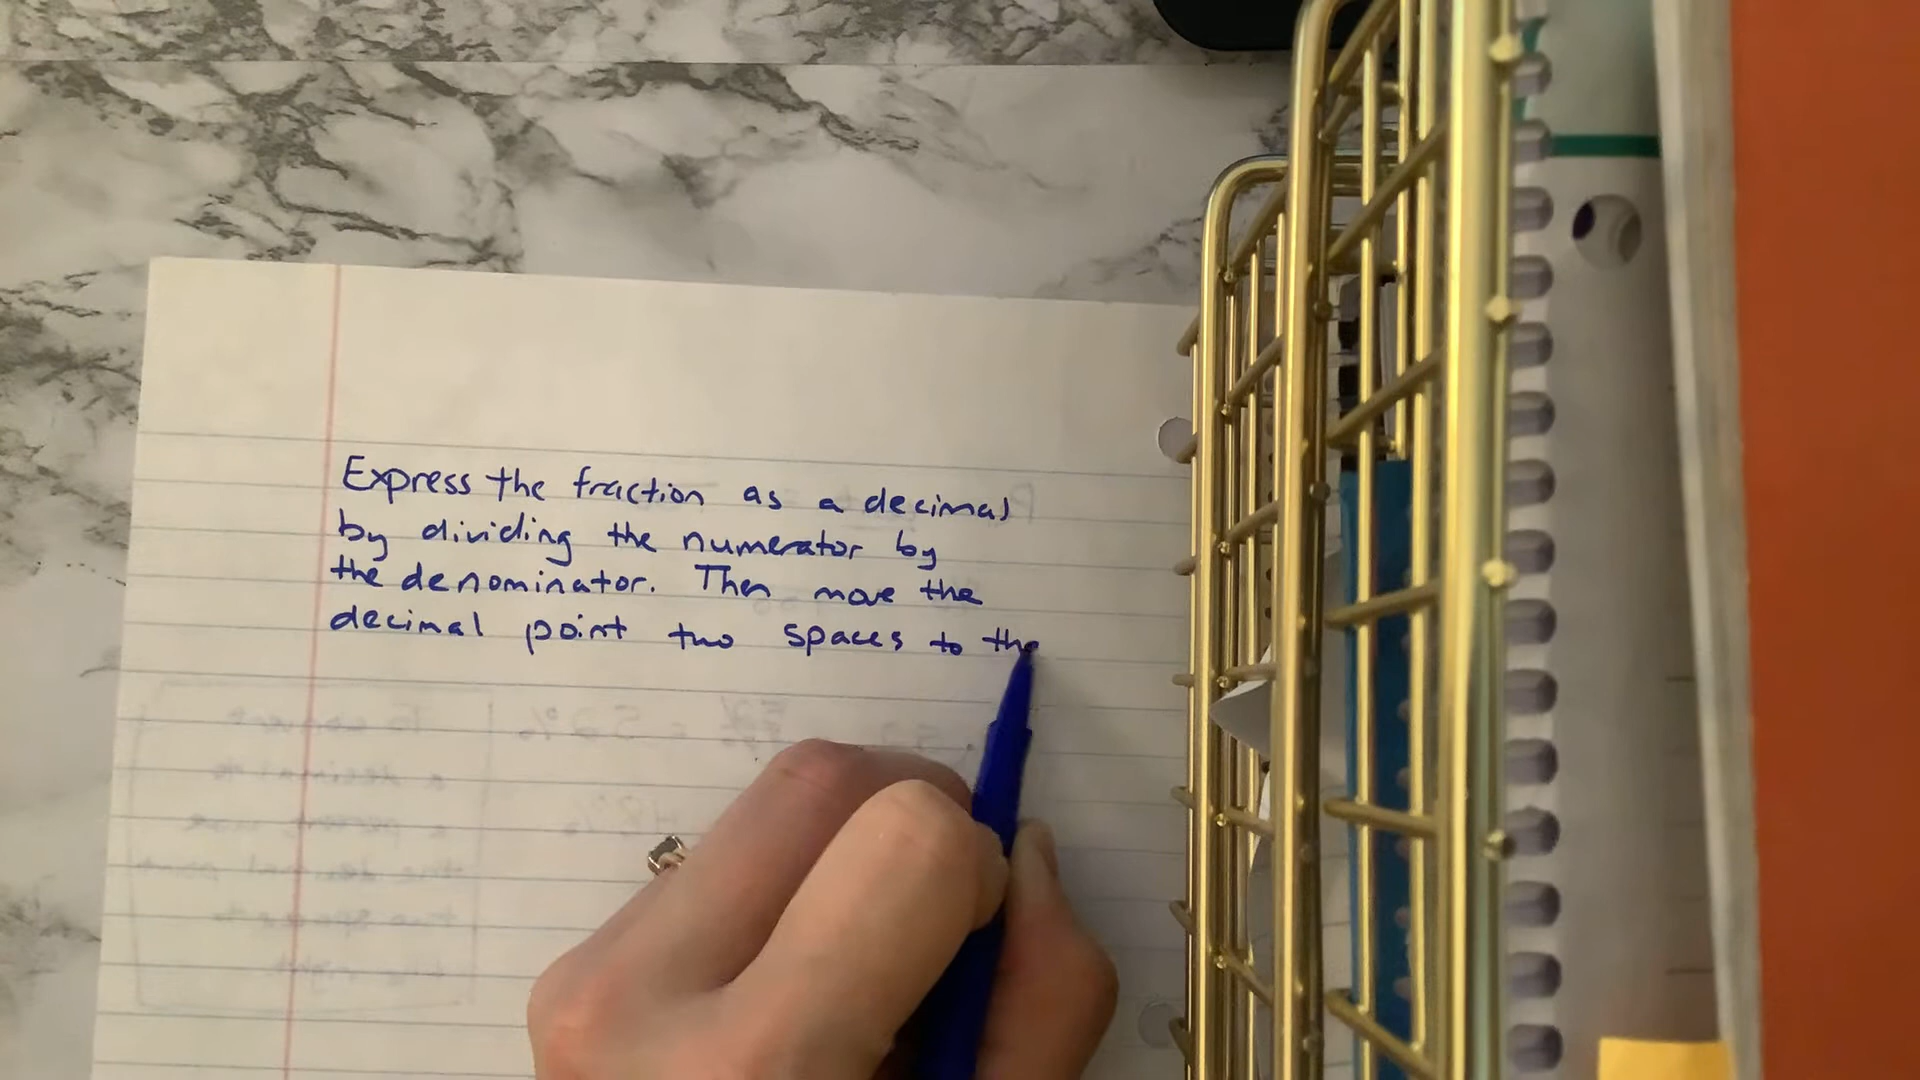 Express the fraction as a decimal
by dividing the numerator by
the denominator. Then move the
decimal point two spaces to the